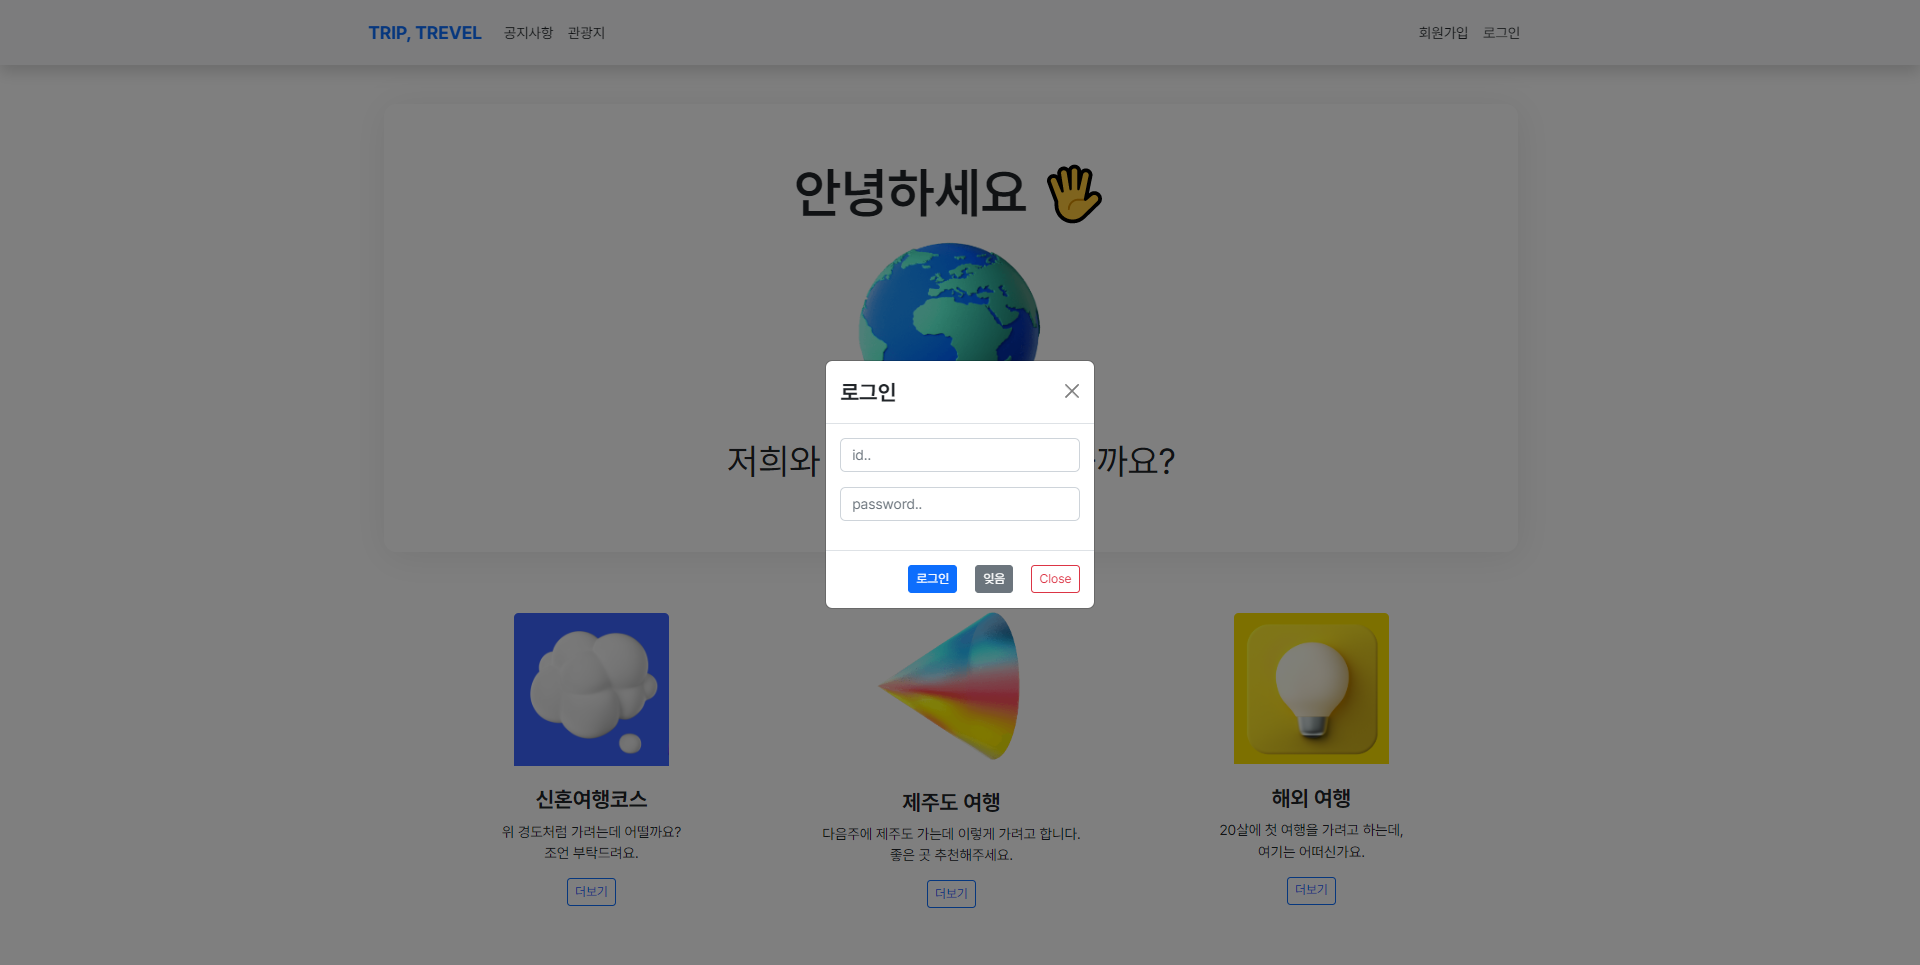 TRIP, TREVEL 공지사항 관광지 회원가입 로그인
안녕하세요
저희와 까요?
로그인
id..
password..
로그인 잊음 Close
신혼여행코스
위 경도처럼 가려는데 어떨까요?
조언 부탁드려요.
더보기
제주도 여행
다음주에 제주도 가는데 이렇게 가려고 합니다.
좋은 곳 추천해주세요.
더보기
해외 여행
20살에 첫 여행을 가려고 하는데,
여기는 어떠신가요.
더보기